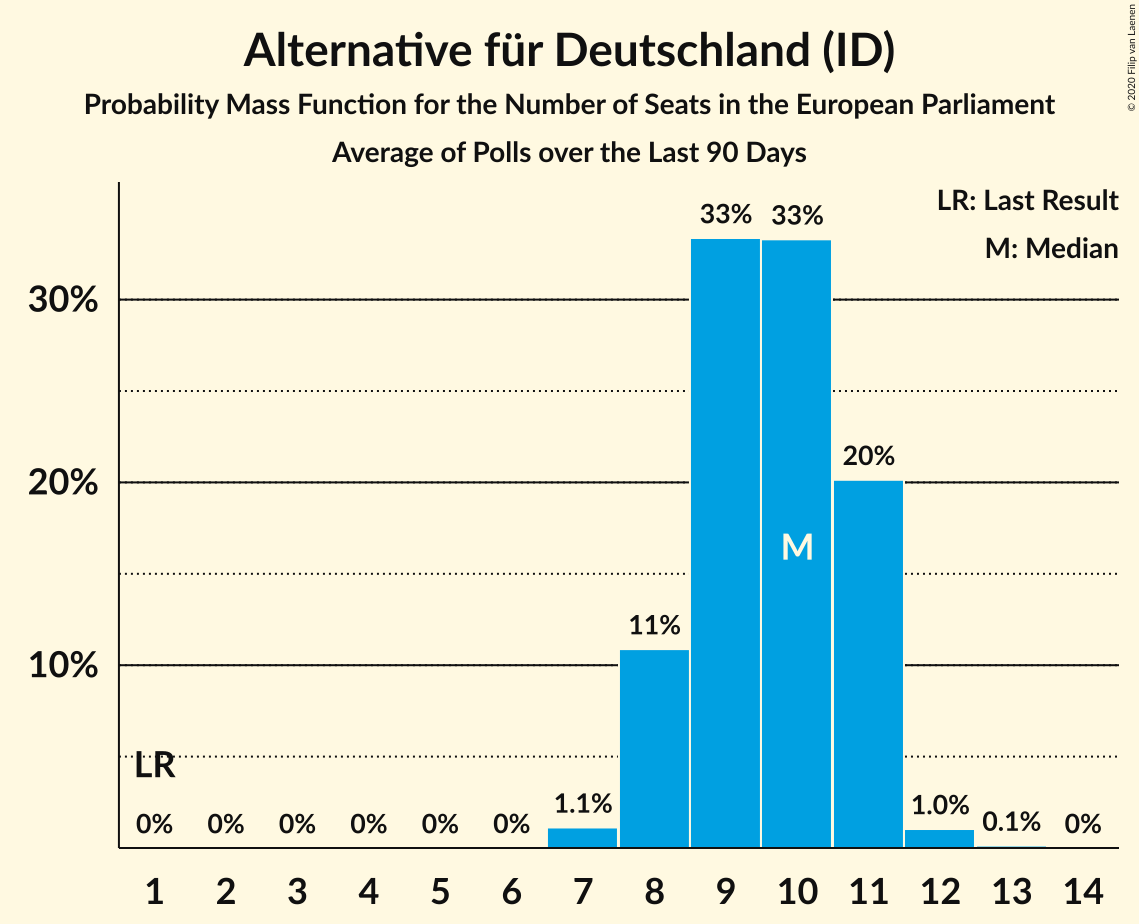 Alternative für Deutschland (ID)
Probability Mass Function for the Number of Seats in the European Parliament
Average of Polls over the Last 90 Days
© 2020 Filip van Laenen
LR: Last Result
M: Median
33% 33%
30%
20%
20%
M
11%
10%
LR
0% 0% 0% 0% 0% 0% 1.1% 1.0% 0.1% 0%
1 2 3 4 5 6 7 8 9 10 11 12 13 14